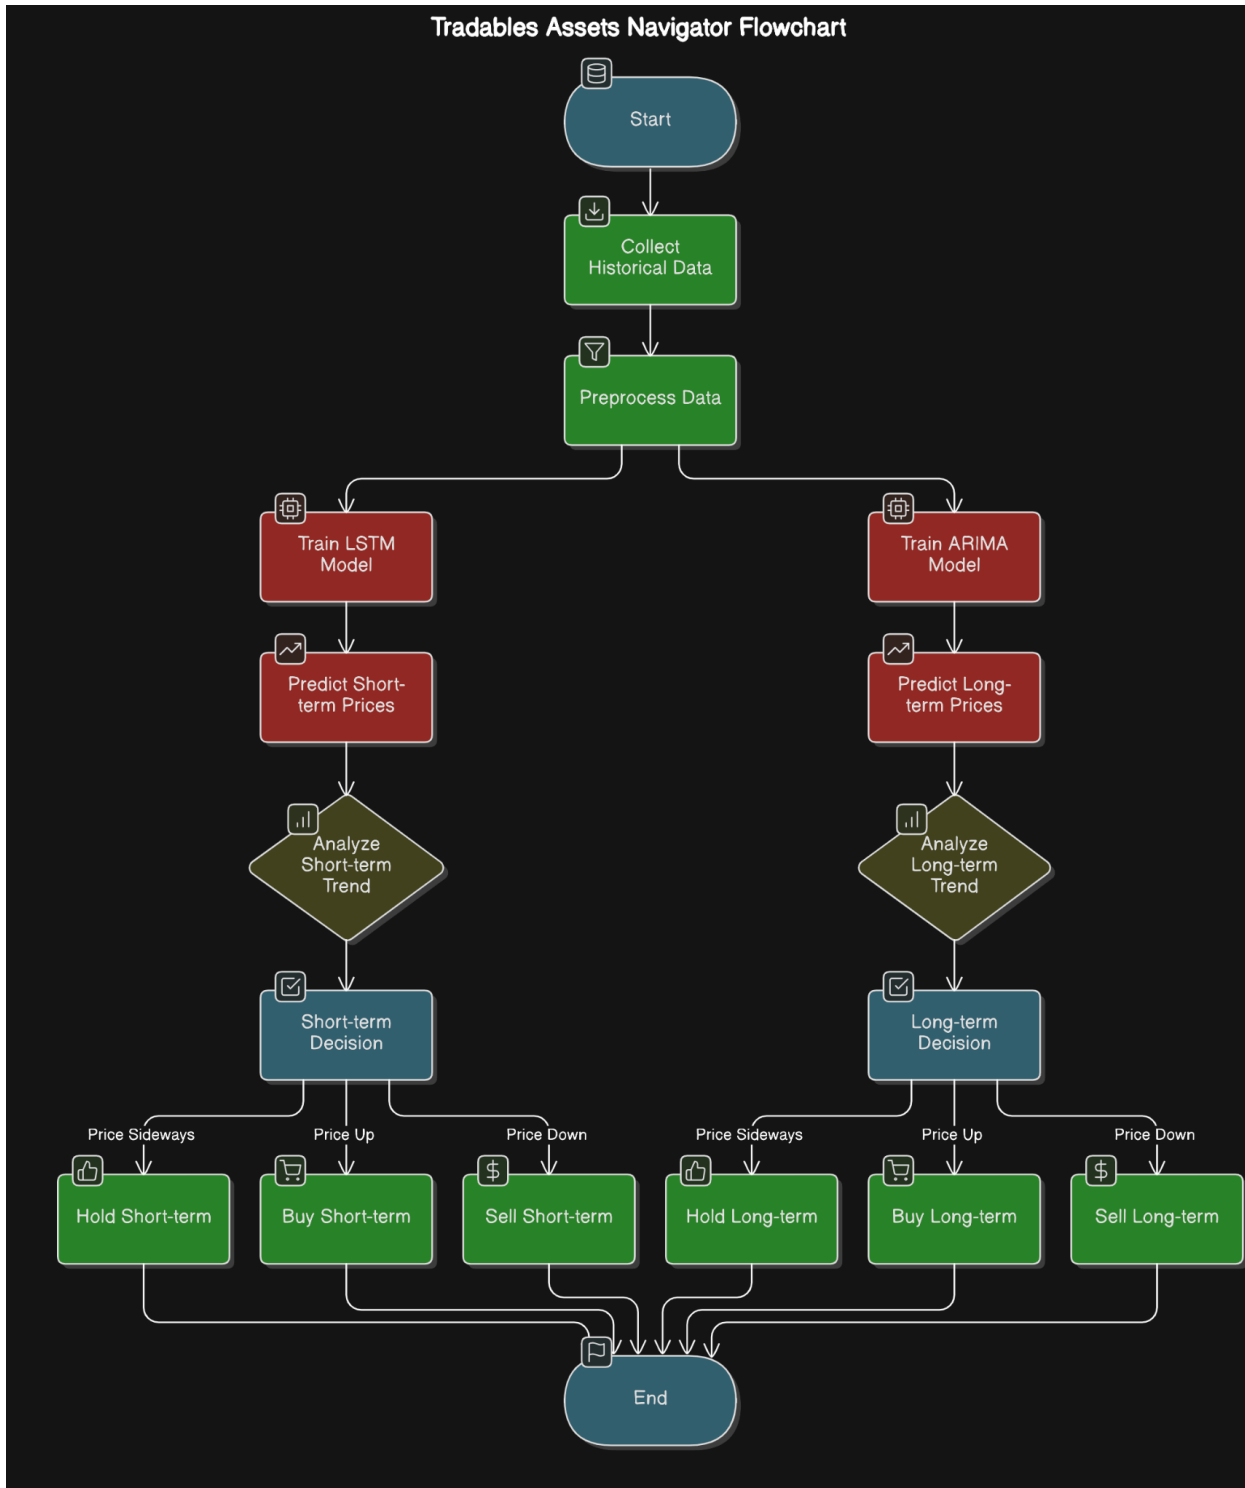 Tradables Assets Navigator Flowchart
Start
Collect
Historical Data
Preprocess Data
Train LSTM
Model
Train ARIMA
Model
Predict Short-
term Prices
Predict Long-
term Prices
Analyze
Short-term
Trend
Analyze
Long-term
Trend
Short-term
Decision
Long-term
Decision
Price Sideways
Price Up
Price Down
Price Sideways
Price Up
Price Down
Hold Short-term
Buy Short-term
Sell Short-term
Hold Long-term
Buy Long-term
Sell Long-term
End